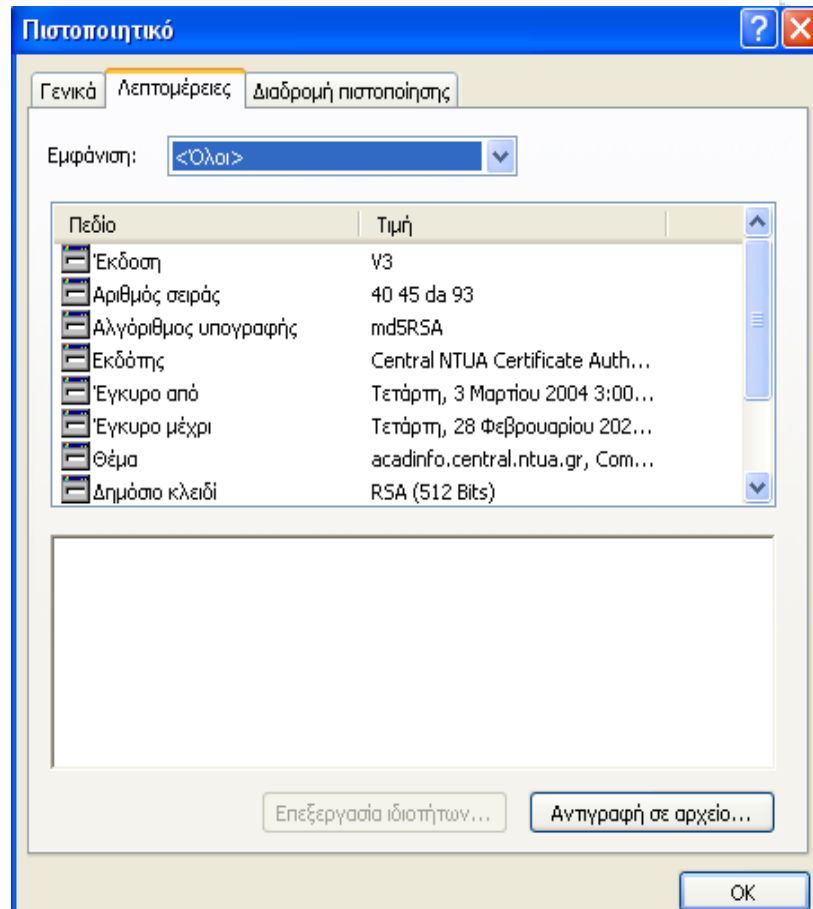 Πιστοποιητικό
Γενικά Λεπτομέρειες Διαδρομή πιστοποίησης
Εμφάνιση: <Όλοι>
Πεδίο Τιμή
Έκδοση V3
Αριθμός σειράς 40 45 da 93
Αλγόριθμος υπογραφής md5RSA
Εκδότης Central NTUA Certificate Auth...
Έγκυρο από Τετάρτη, 3 Μαρτίου 2004 3:00...
Έγκυρο μέχρι Τετάρτη, 28 Φεβρουαρίου 202...
Θέμα acadinfo.central.ntua.gr, Com...
Δημόσιο κλειδί RSA (512 Bits)
Επεξεργασία ιδιοτήτων... Αντιγραφή σε αρχείο...
OK